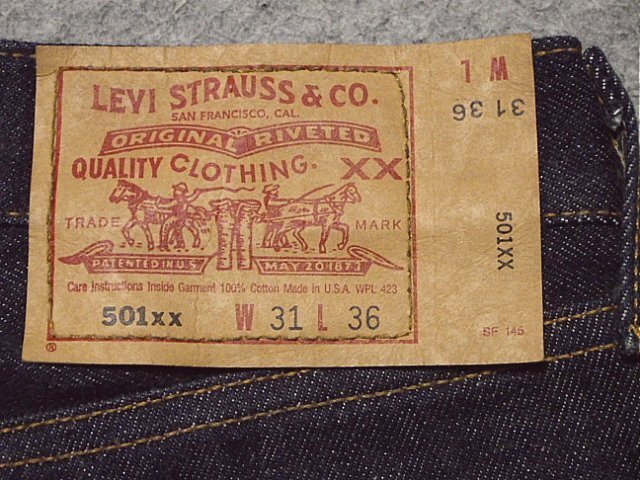 LEVI STRAUSS & CO.
SAN FRANCISCO, CAL.
ORIGINAL RIVETED
QUALITY CLOTHING. XX
TRADE MARK
PATENTED IN U.S. MAY 20 1873
Care Instructions Inside Garment 100% Cotton Made in U.S.A. WPL 423
501xx W 31 L 36
®
W L
31 36
501XX
SF 145